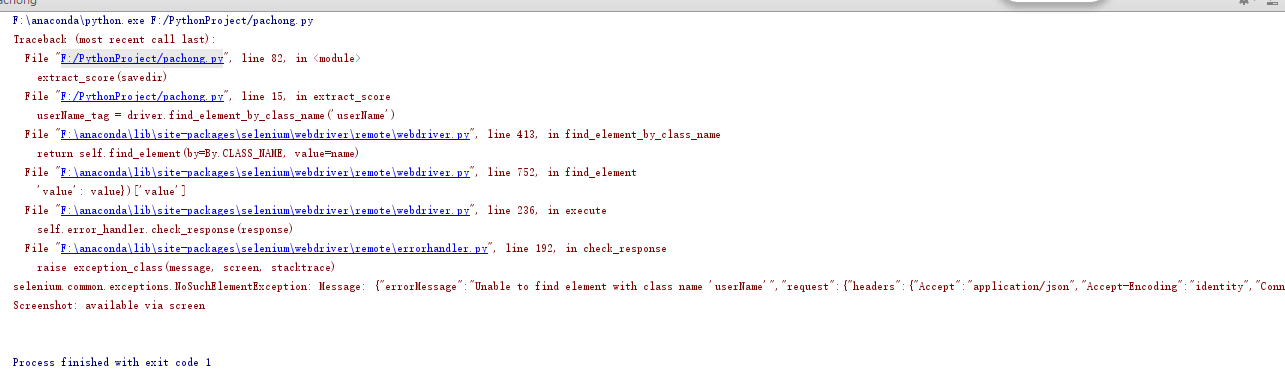 achong
F:\anaconda\python.exe F:/PythonProject/pachong.py
Traceback (most recent call last):
File "F:/PythonProject/pachong.py", line 82, in <module>
extract_score(savedir)
File "F:/PythonProject/pachong.py", line 15, in extract_score
userName_tag = driver.find_element_by_class_name('userName')
File "F:\anaconda\lib\site-packages\selenium\webdriver\remote\webdriver.py", line 413, in find_element_by_class_name
return self.find_element(by=By.CLASS_NAME, value=name)
File "F:\anaconda\lib\site-packages\selenium\webdriver\remote\webdriver.py", line 752, in find_element
'value': value})['value']
File "F:\anaconda\lib\site-packages\selenium\webdriver\remote\webdriver.py", line 236, in execute
self.error_handler.check_response(response)
File "F:\anaconda\lib\site-packages\selenium\webdriver\remote\errorhandler.py", line 192, in check_response
raise exception_class(message, screen, stacktrace)
selenium.common.exceptions.NoSuchElementException: Message: {"errorMessage":"Unable to find element with class name 'userName'","request":{"headers":{"Accept":"application/json","Accept-Encoding":"identity","Conn
Screenshot: available via screen
Process finished with exit code 1